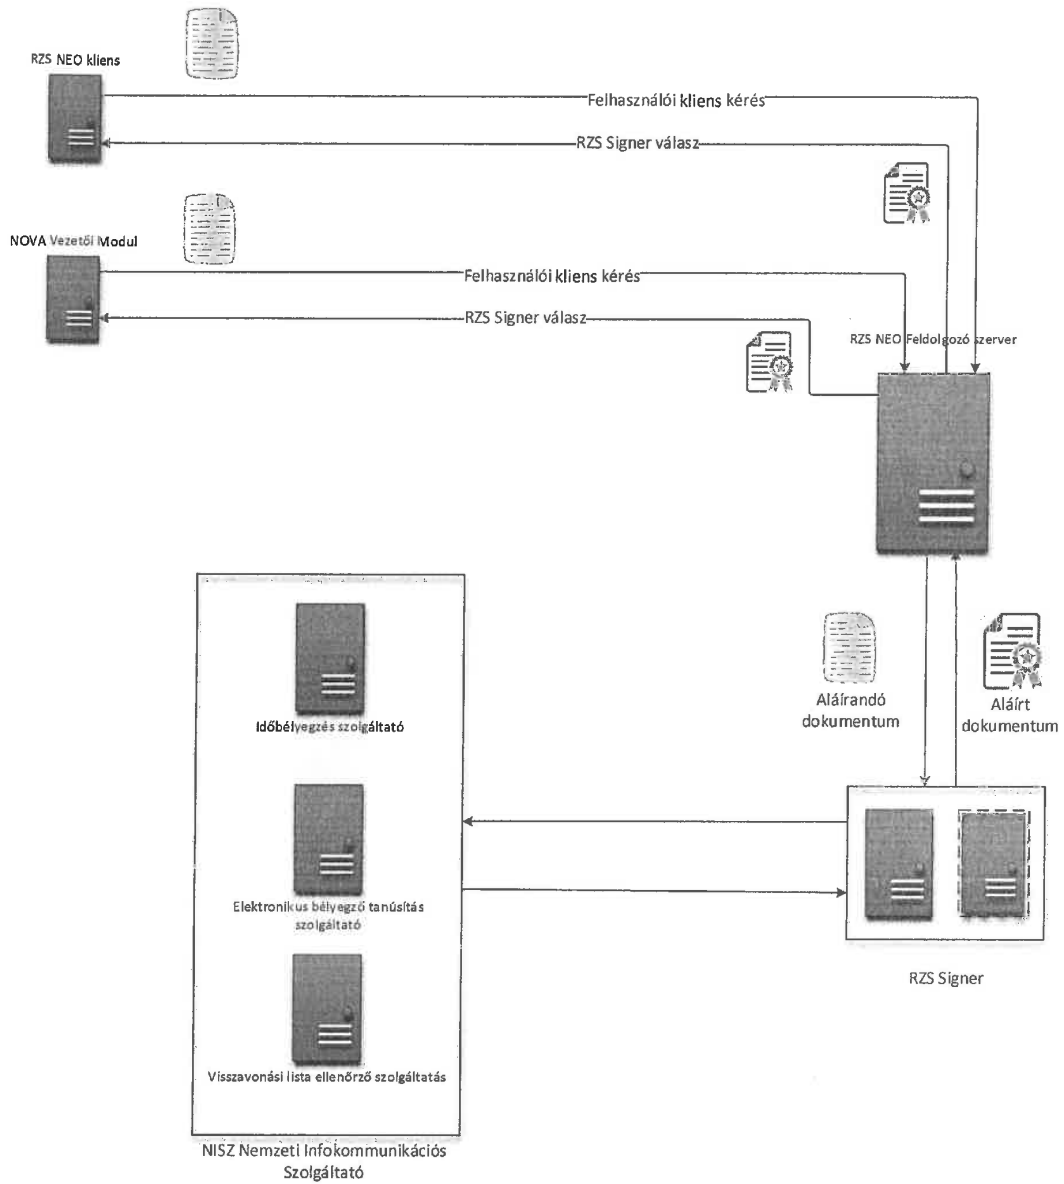 RZS NEO kliens
Felhasználói kliens kérés
RZS Signer válasz
NOVA Vezetői Modul
Felhasználói kliens kérés
RZS Signer válasz
RZS NEO Feldolgozó szerver
Időbélyegzés szolgáltató
Aláírandó
dokumentum
Aláírt
dokumentum
Elektronikus bélyegző tanúsítás
szolgáltató
RZS Signer
Visszavonási lista ellenőrző szolgáltatás
NISZ Nemzeti Infokommunikációs
Szolgáltató